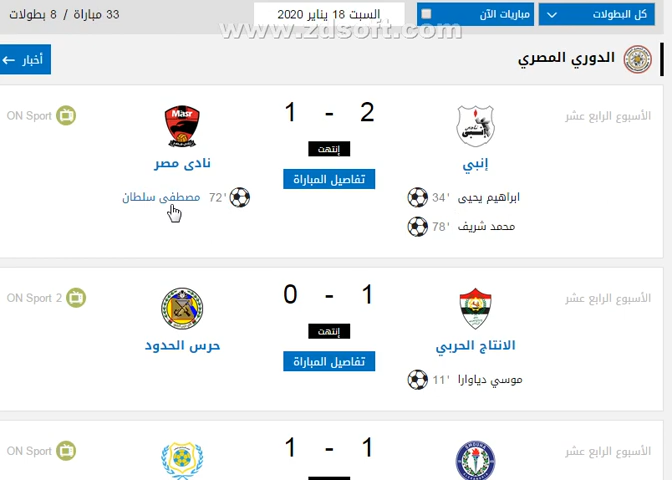 كل البطولات
مباريات الآن
السبت 18 يناير 2020
33 مباراة / 8 بطولات
www.zdsoft.com
الدوري المصري
أخبار
الأسبوع الرابع عشر
2 - 1
ON Sport
Masr
إنتهت
إنبي
نادى مصر
تفاصيل المباراة
ابراهيم يحيى 34'
72' مصطفى سلطان
محمد شريف 78'
الأسبوع الرابع عشر
1 - 0
ON Sport 2
إنتهت
الانتاج الحربي
حرس الحدود
تفاصيل المباراة
موسي دياوارا 11'
الأسبوع الرابع عشر
1 - 1
ON Sport